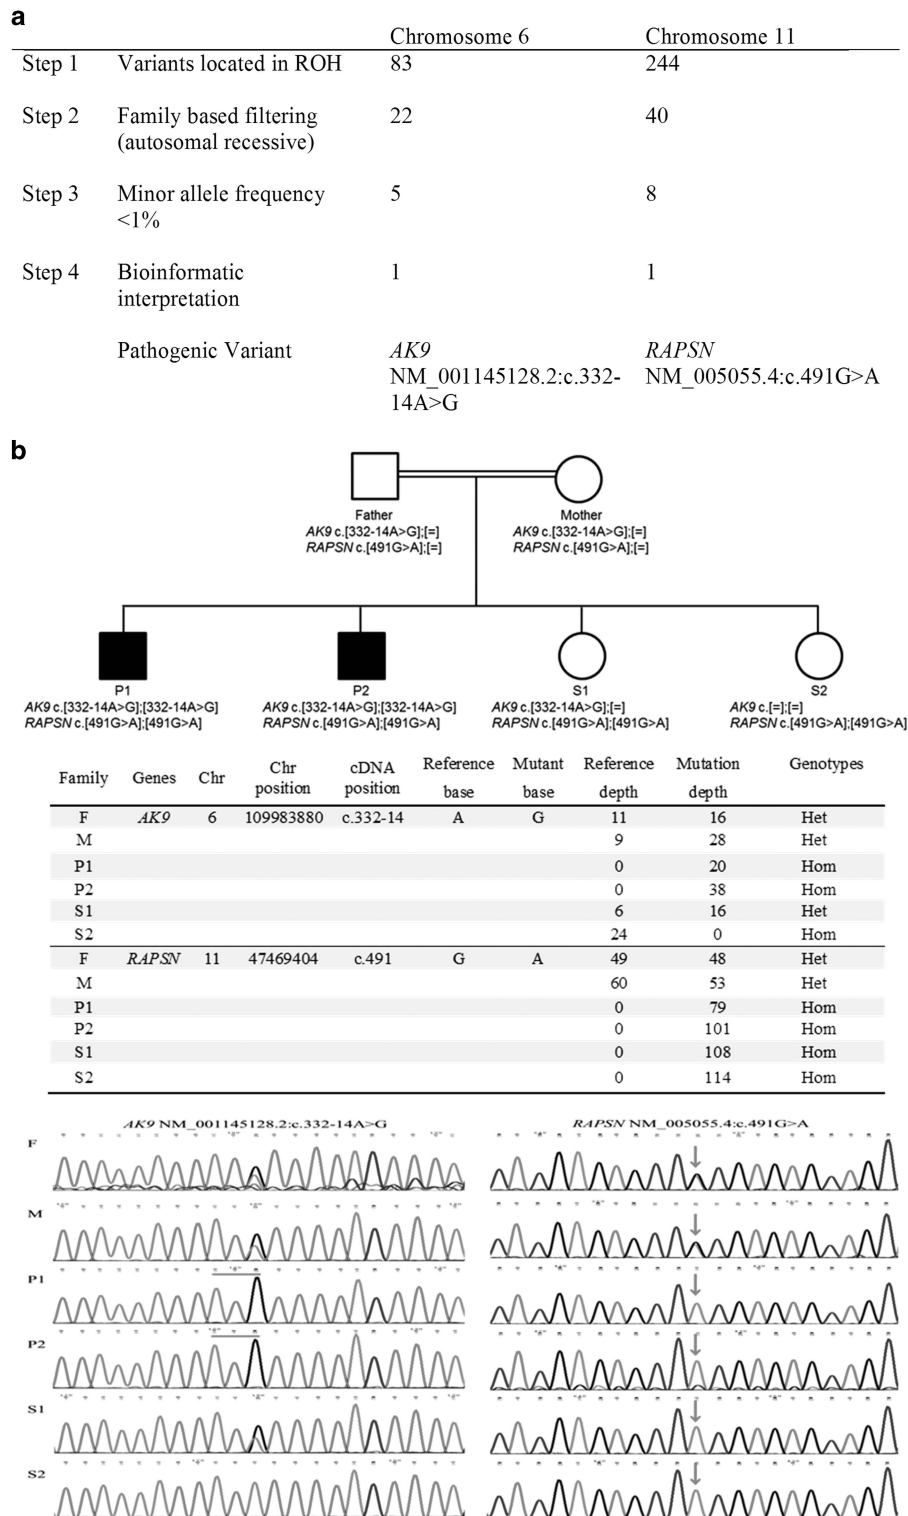 a
Chromosome 6 Chromosome 11
Step 1 Variants located in ROH 83 244
Step 2 Family based filtering 22 40
(autosomal recessive)
Step 3 Minor allele frequency 5 8
<1%
Step 4 Bioinformatic 1 1
interpretation
Pathogenic Variant AK9 RAPSN
NM_001145128.2:c.332- NM_005055.4:c.491G>A
14A>G
b
Father Mother
AK9 c.[332-14A>G];[=] AK9 c.[332-14A>G];[=]
RAPSN c.[491G>A];[=] RAPSN c.[491G>A];[=]
P1 P2 S1 S2
AK9 c.[332-14A>G];[332-14A>G] AK9 c.[332-14A>G];[332-14A>G] AK9 c.[332-14A>G];[=] AK9 c.[=];[=]
RAPSN c.[491G>A];[491G>A] RAPSN c.[491G>A];[491G>A] RAPSN c.[491G>A];[491G>A] RAPSN c.[491G>A];[491G>A]
Family Genes Chr Chr position cDNA position Reference base Mutant base Reference depth Mutation depth Genotypes
F AK9 6 109983880 c.332-14 A G 11 16 Het
M 9 28 Het
P1 0 20 Hom
P2 0 38 Hom
S1 6 16 Het
S2 24 0 Hom
F RAPSN 11 47469404 c.491 G A 49 48 Het
M 60 53 Het
P1 0 79 Hom
P2 0 101 Hom
S1 0 108 Hom
S2 0 114 Hom
AK9 NM_001145128.2:c.332-14A>G RAPSN NM_005055.4:c.491G>A
F
M
P1
P2
S1
S2